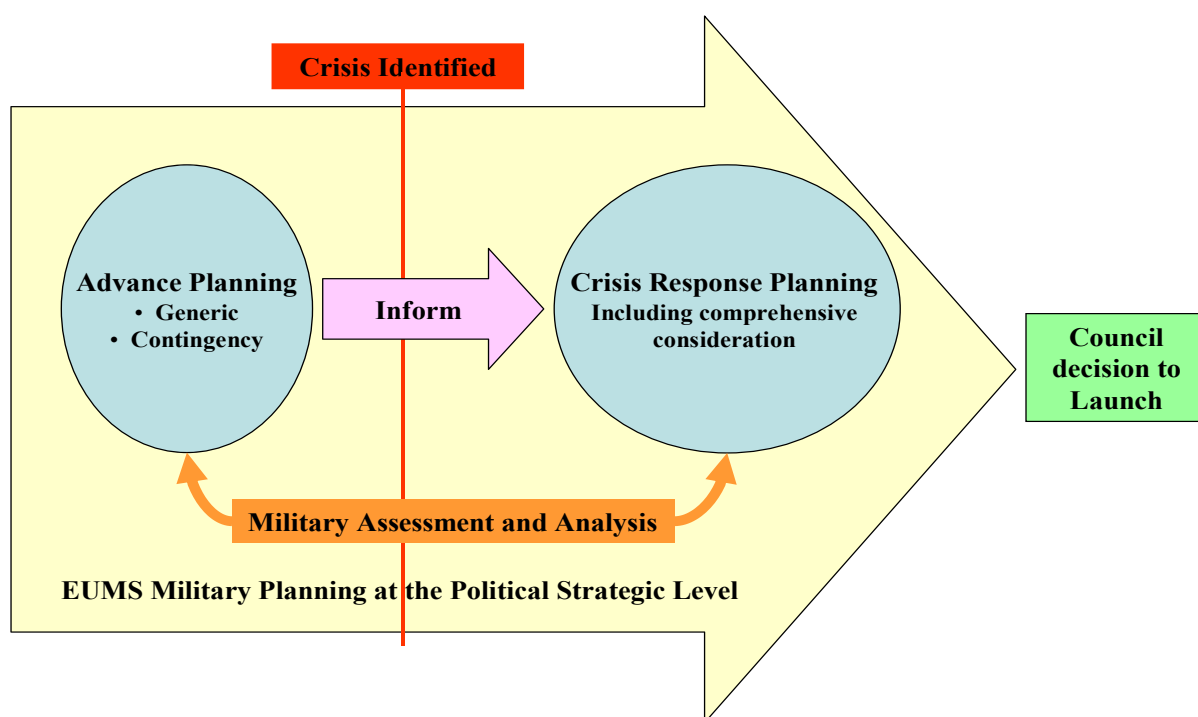 Crisis Identified
Advance Planning
• Generic
• Contingency
Inform
Crisis Response Planning
Including comprehensive
consideration
Council
decision to
Launch
Military Assessment and Analysis
EUMS Military Planning at the Political Strategic Level